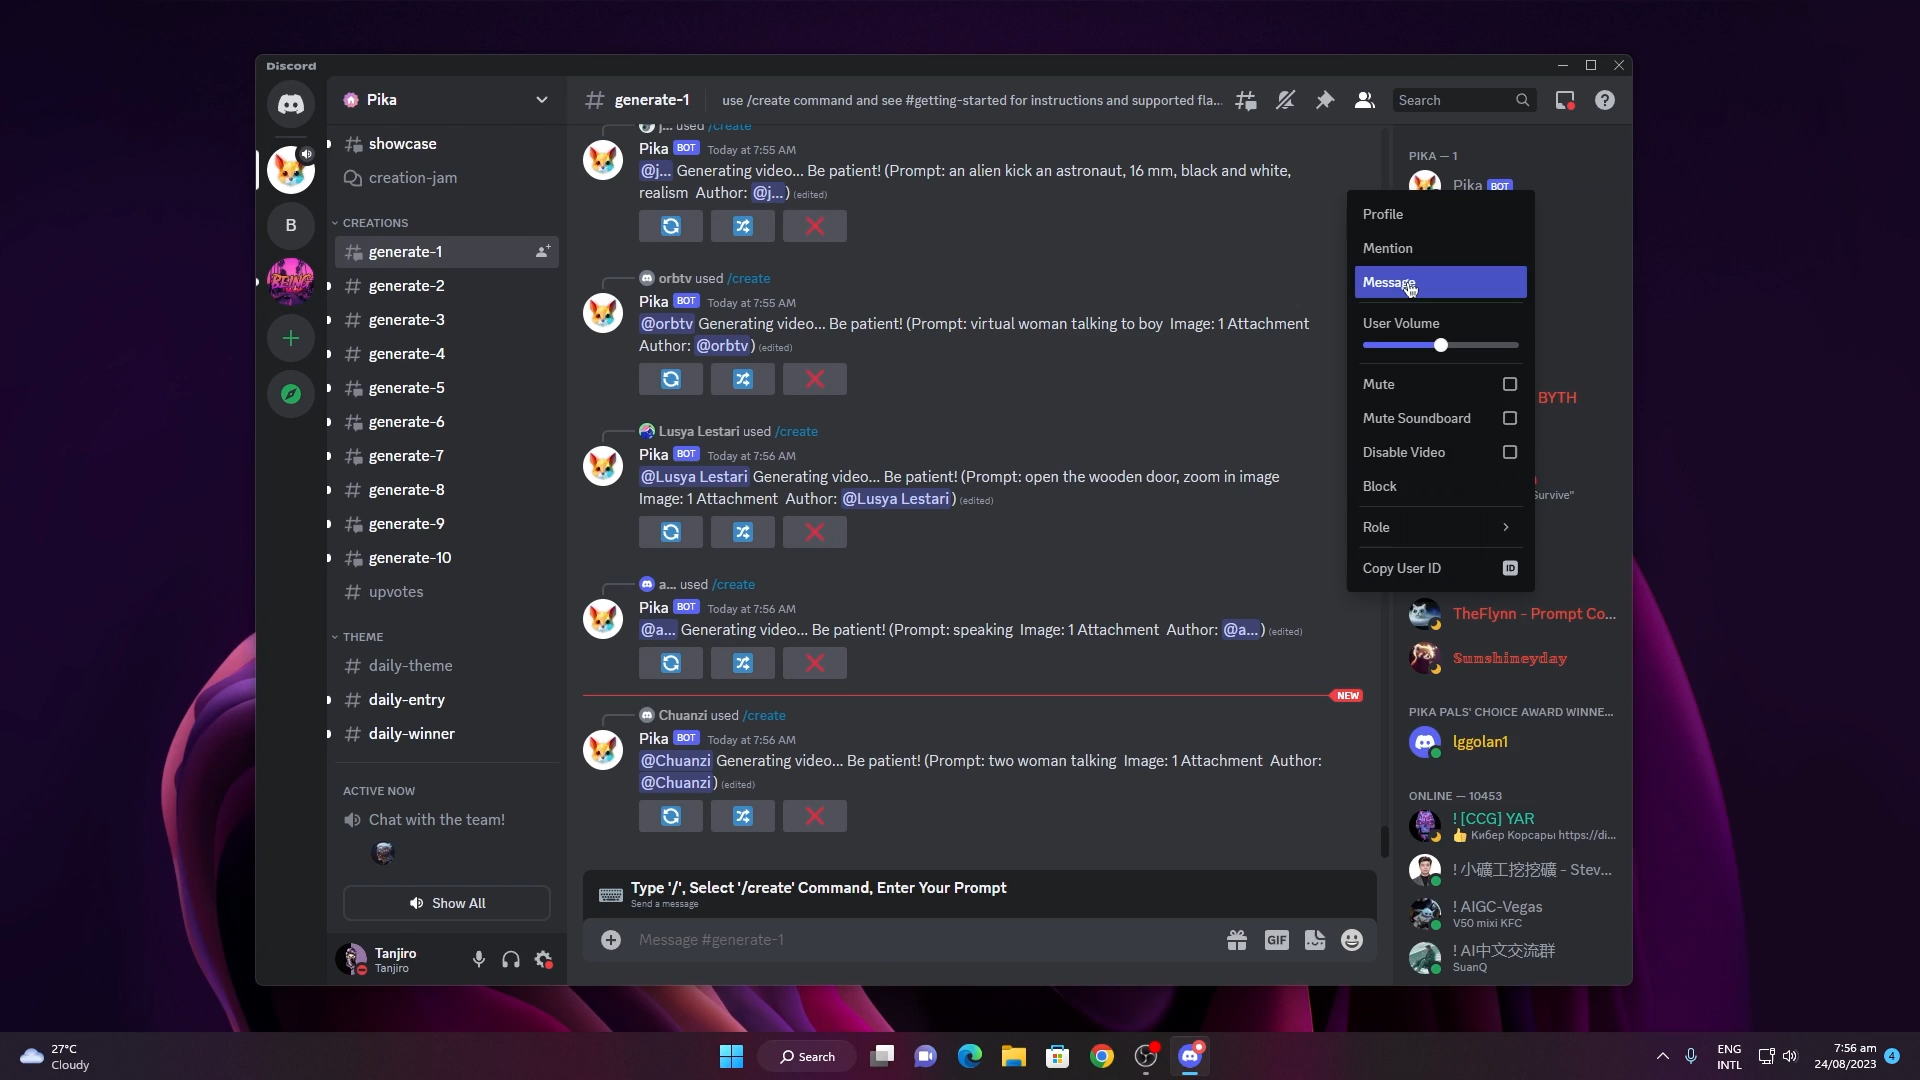 Discord
Pika
showcase
creation-jam
CREATIONS
generate-1
generate-2
generate-3
generate-4
generate-5
generate-6
generate-7
generate-8
generate-9
generate-10
upvotes
THEME
daily-theme
daily-entry
daily-winner
ACTIVE NOW
Chat with the team!
Show All
Tanjiro
Tanjiro
B
BEING
generate-1
use /create command and see #getting-started for instructions and supported fla...
Search
j... used /create
Pika BOT Today at 7:55 AM
@j... Generating video... Be patient! (Prompt: an alien kick an astronaut, 16 mm, black and white,
realism Author: @j...) (edited)
orbtv used /create
Pika BOT Today at 7:55 AM
@orbtv Generating video... Be patient! (Prompt: virtual woman talking to boy Image: 1 Attachment
Author: @orbtv) (edited)
Lusya Lestari used /create
Pika BOT Today at 7:56 AM
@Lusya Lestari Generating video... Be patient! (Prompt: open the wooden door, zoom in image
Image: 1 Attachment Author: @Lusya Lestari) (edited)
a... used /create
Pika BOT Today at 7:56 AM
@a... Generating video... Be patient! (Prompt: speaking Image: 1 Attachment Author: @a...) (edited)
NEW
Chuanzi used /create
Pika BOT Today at 7:56 AM
@Chuanzi Generating video... Be patient! (Prompt: two woman talking Image: 1 Attachment Author:
@Chuanzi) (edited)
Type '/', Select '/create' Command, Enter Your Prompt
Send a message
Message #generate-1
GIF
PIKA — 1
Pika BOT
Profile
Mention
Message
User Volume
Mute
Mute Soundboard
Disable Video
Block
Role
Copy User ID
ID
BYTH
Survive"
TheFlynn - Prompt Co...
Sunshineyday
PIKA PALS' CHOICE AWARD WINNE...
lggolan1
ONLINE — 10453
! [CCG] YAR
👍 Кибер Корсары https://di...
! 小礦工挖挖礦 - Stev...
! AIGC-Vegas
V50 mixi KFC
! AI中文交流群
SuanQ
27°C
Cloudy
Search
ENG
INTL
7:56 am
24/08/2023
4